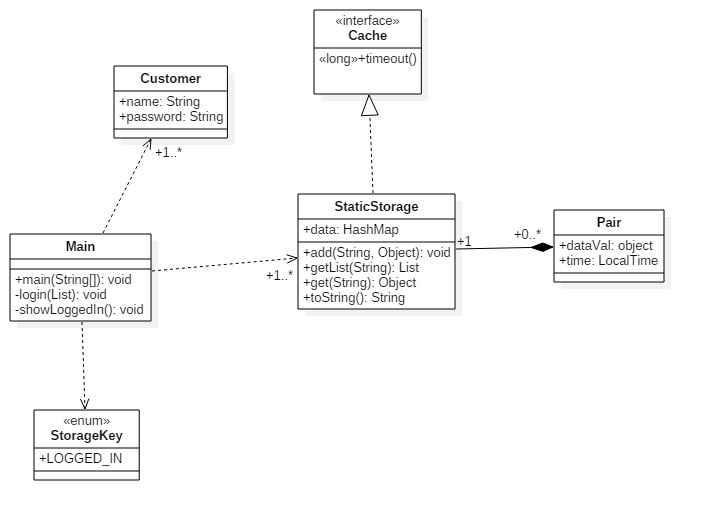 «interface»
Cache
«long»+timeout()
Customer
+name: String
+password: String
+1..*
StaticStorage
+data: HashMap
+add(String, Object): void
+getList(String): List
+get(String): Object
+toString(): String
+1
+0..*
Pair
+dataVal: object
+time: LocalTime
Main
+main(String[]): void
-login(List): void
-showLoggedIn(): void
+1..*
«enum»
StorageKey
+LOGGED_IN